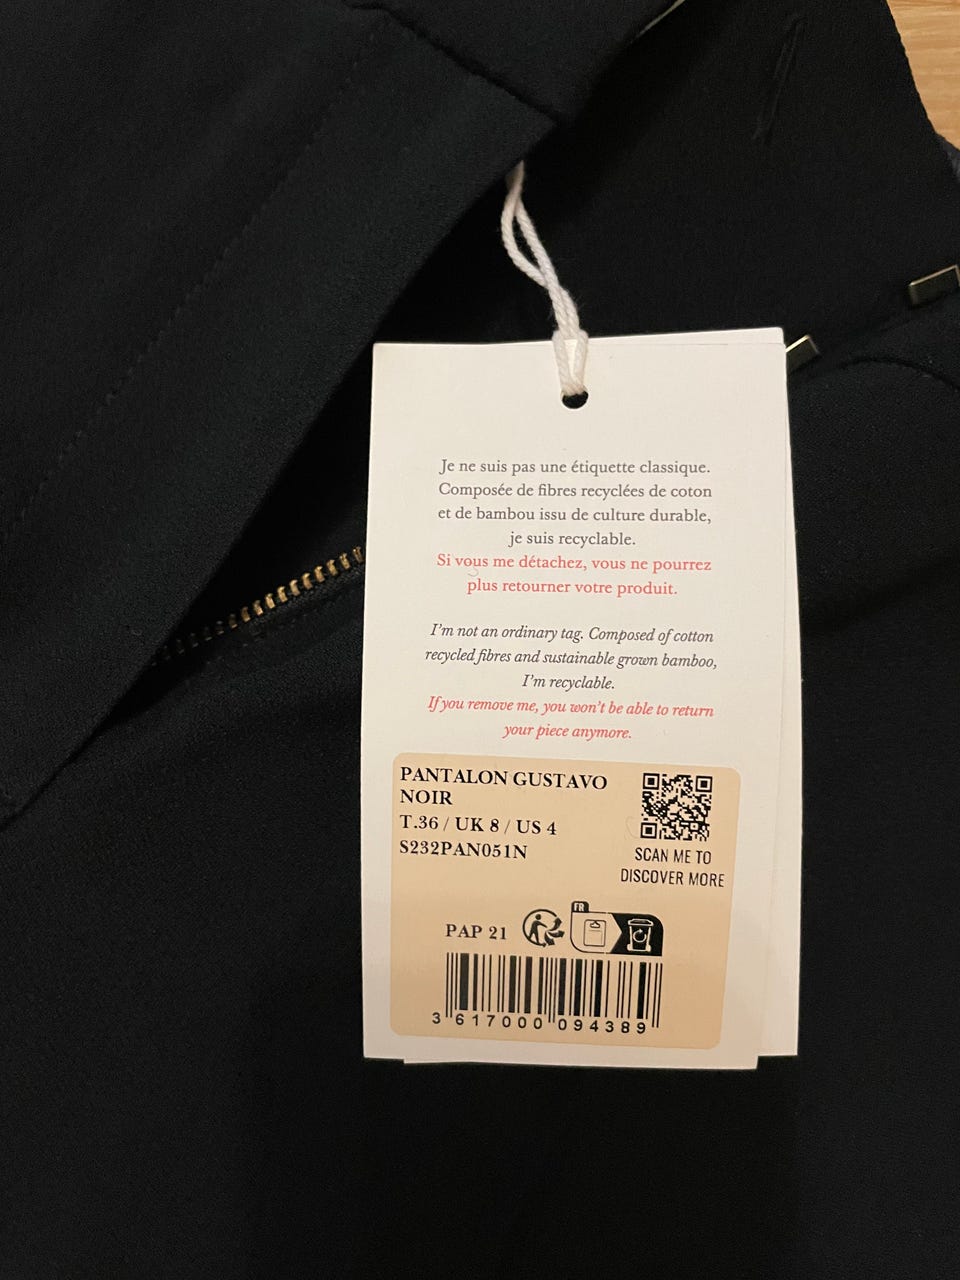 Je ne suis pas une étiquette classique.
Composée de fibres recyclées de coton
et de bambou issu de culture durable,
je suis recyclable.
Si vous me détachez, vous ne pourrez
plus retourner votre produit.
I'm not an ordinary tag. Composed of cotton
recycled fibres and sustainable grown bamboo,
I'm recyclable.
If you remove me, you won't be able to return
your piece anymore.
PANTALON GUSTAVO
NOIR
T.36 / UK 8 / US 4
S232PAN051N
SCAN ME TO
DISCOVER MORE
FR
PAP 21
3 617000 094389